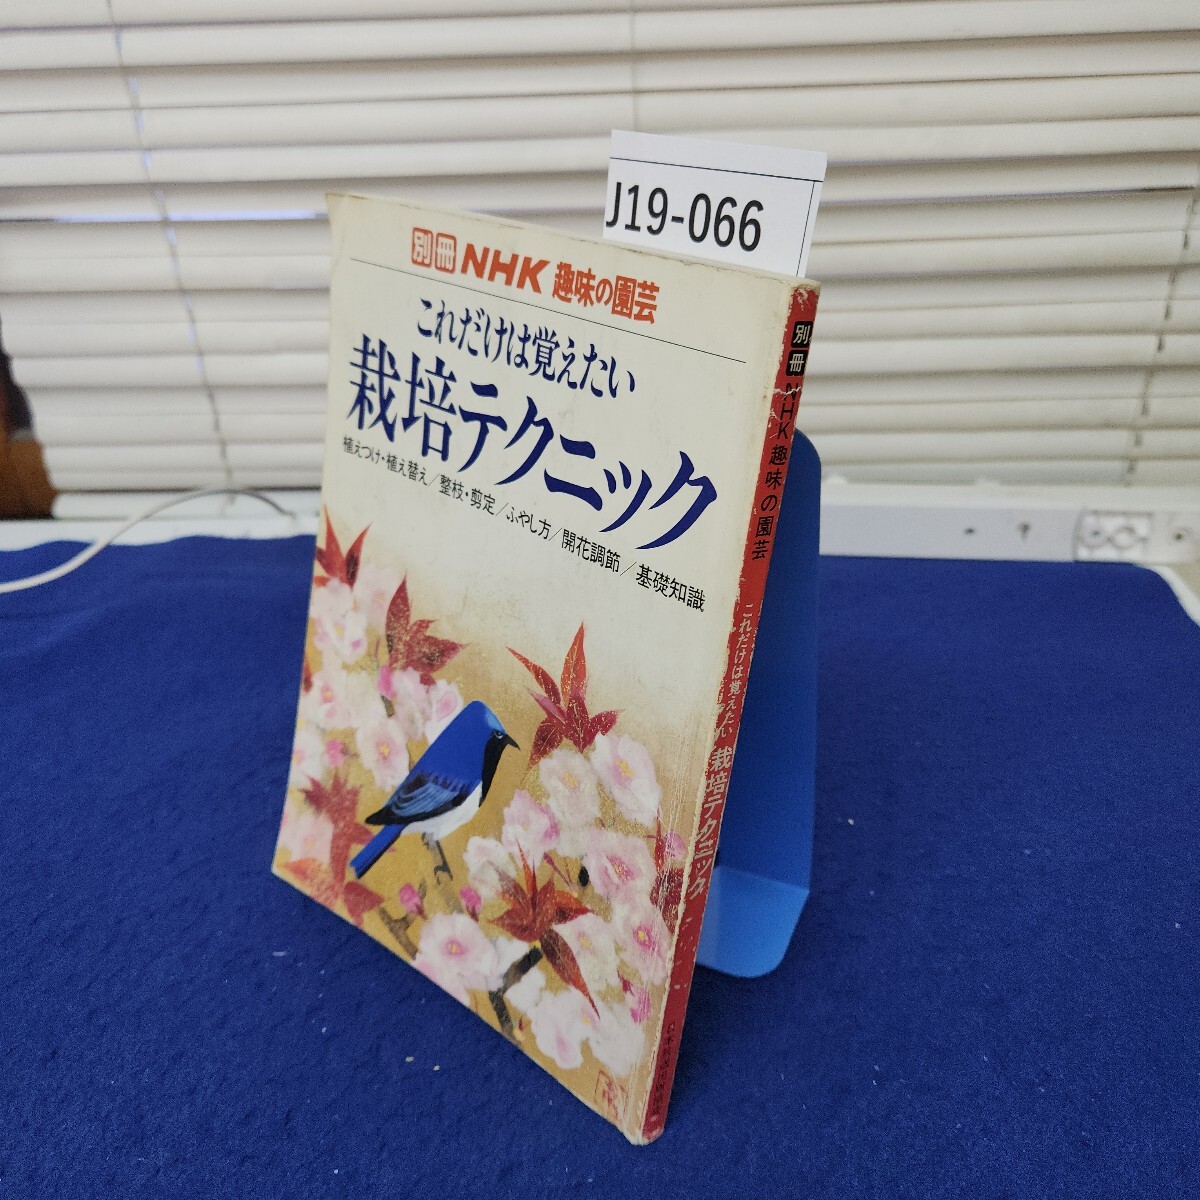 J19-066
別冊 NHK 趣味の園芸
これだけは覚えたい
栽培テクニック
植えつけ・植え替え/整枝・剪定/ふやし方/開花調節/基礎知識
別冊 NHK 趣味の園芸 これだけは覚えたい 栽培テクニック